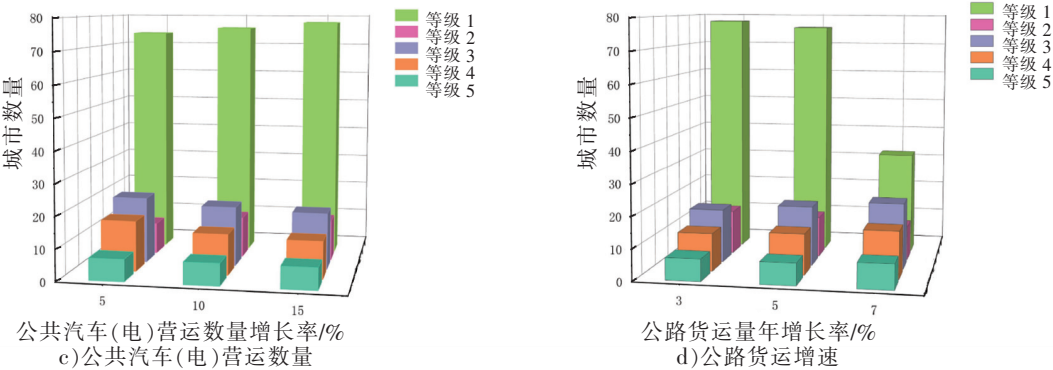 80
70
60
50
40
30
20
10
0
城市数量
5
10
15
等级 1
等级 2
等级 3
等级 4
等级 5
公共汽车(电)营运数量增长率/%
c)公共汽车(电)营运数量
80
70
60
50
40
30
20
10
0
城市数量
3
5
7
等级 1
等级 2
等级 3
等级 4
等级 5
公路货运量年增长率/%
d)公路货运增速